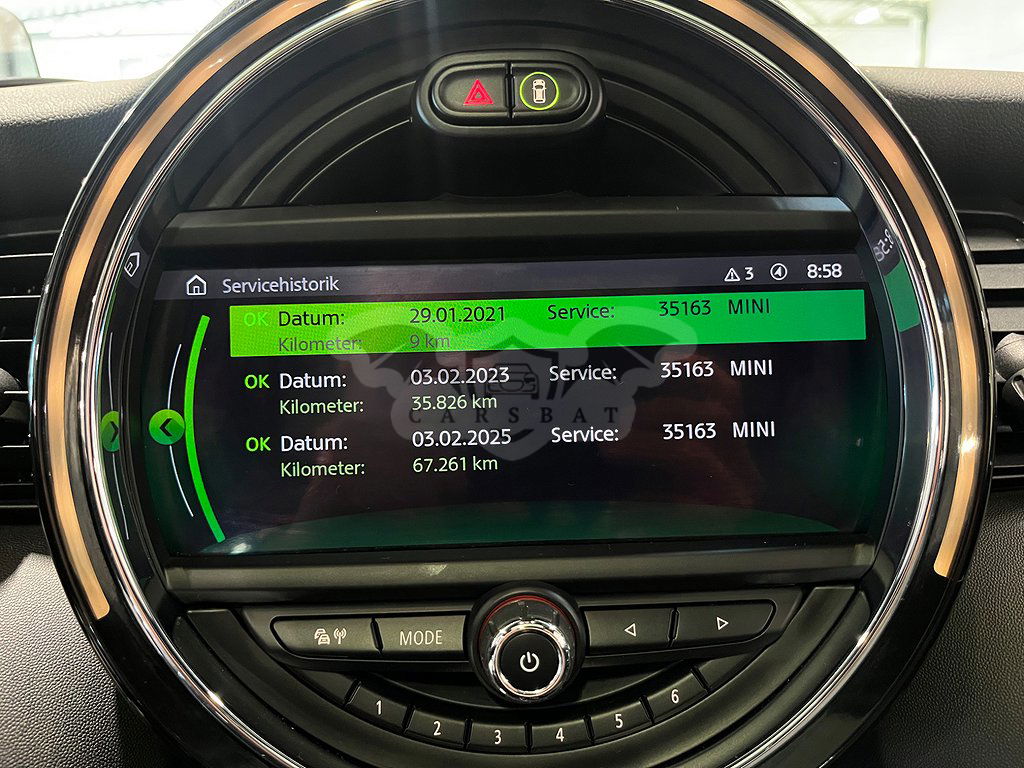 Servicehistorik 3 8:58
OK Datum: 29.01.2021 Service: 35163 MINI
Kilometer: 9 km
OK Datum: 03.02.2023 Service: 35163 MINI
Kilometer: 35.826 km
CARSBAT
OK Datum: 03.02.2025 Service: 35163 MINI
Kilometer: 67.261 km
MODE
1 2 3 4 5 6